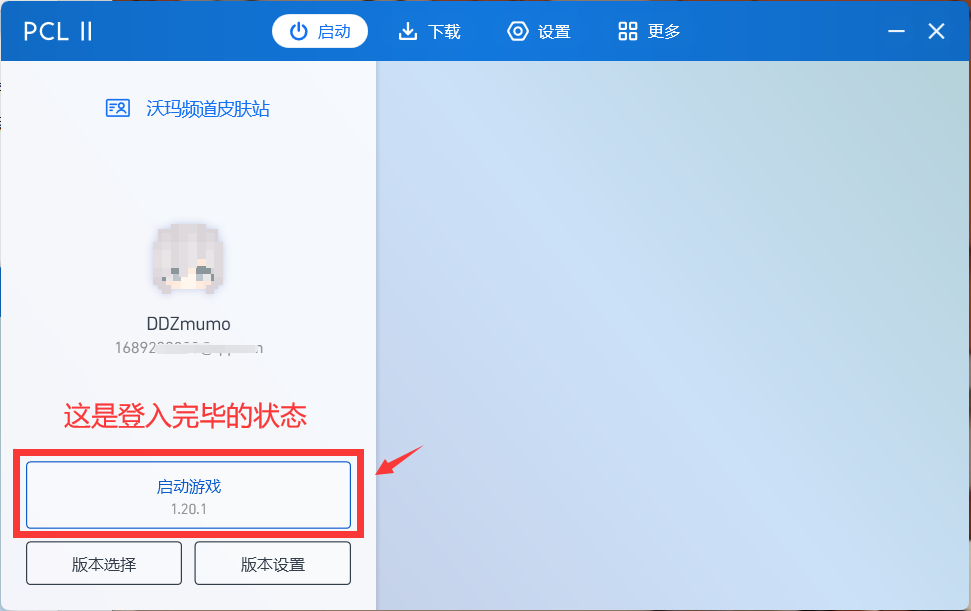 PCL II
启动
下载
设置
更多
沃玛频道皮肤站
DDZmumo
这是登入完毕的状态
启动游戏
1.20.1
版本选择
版本设置